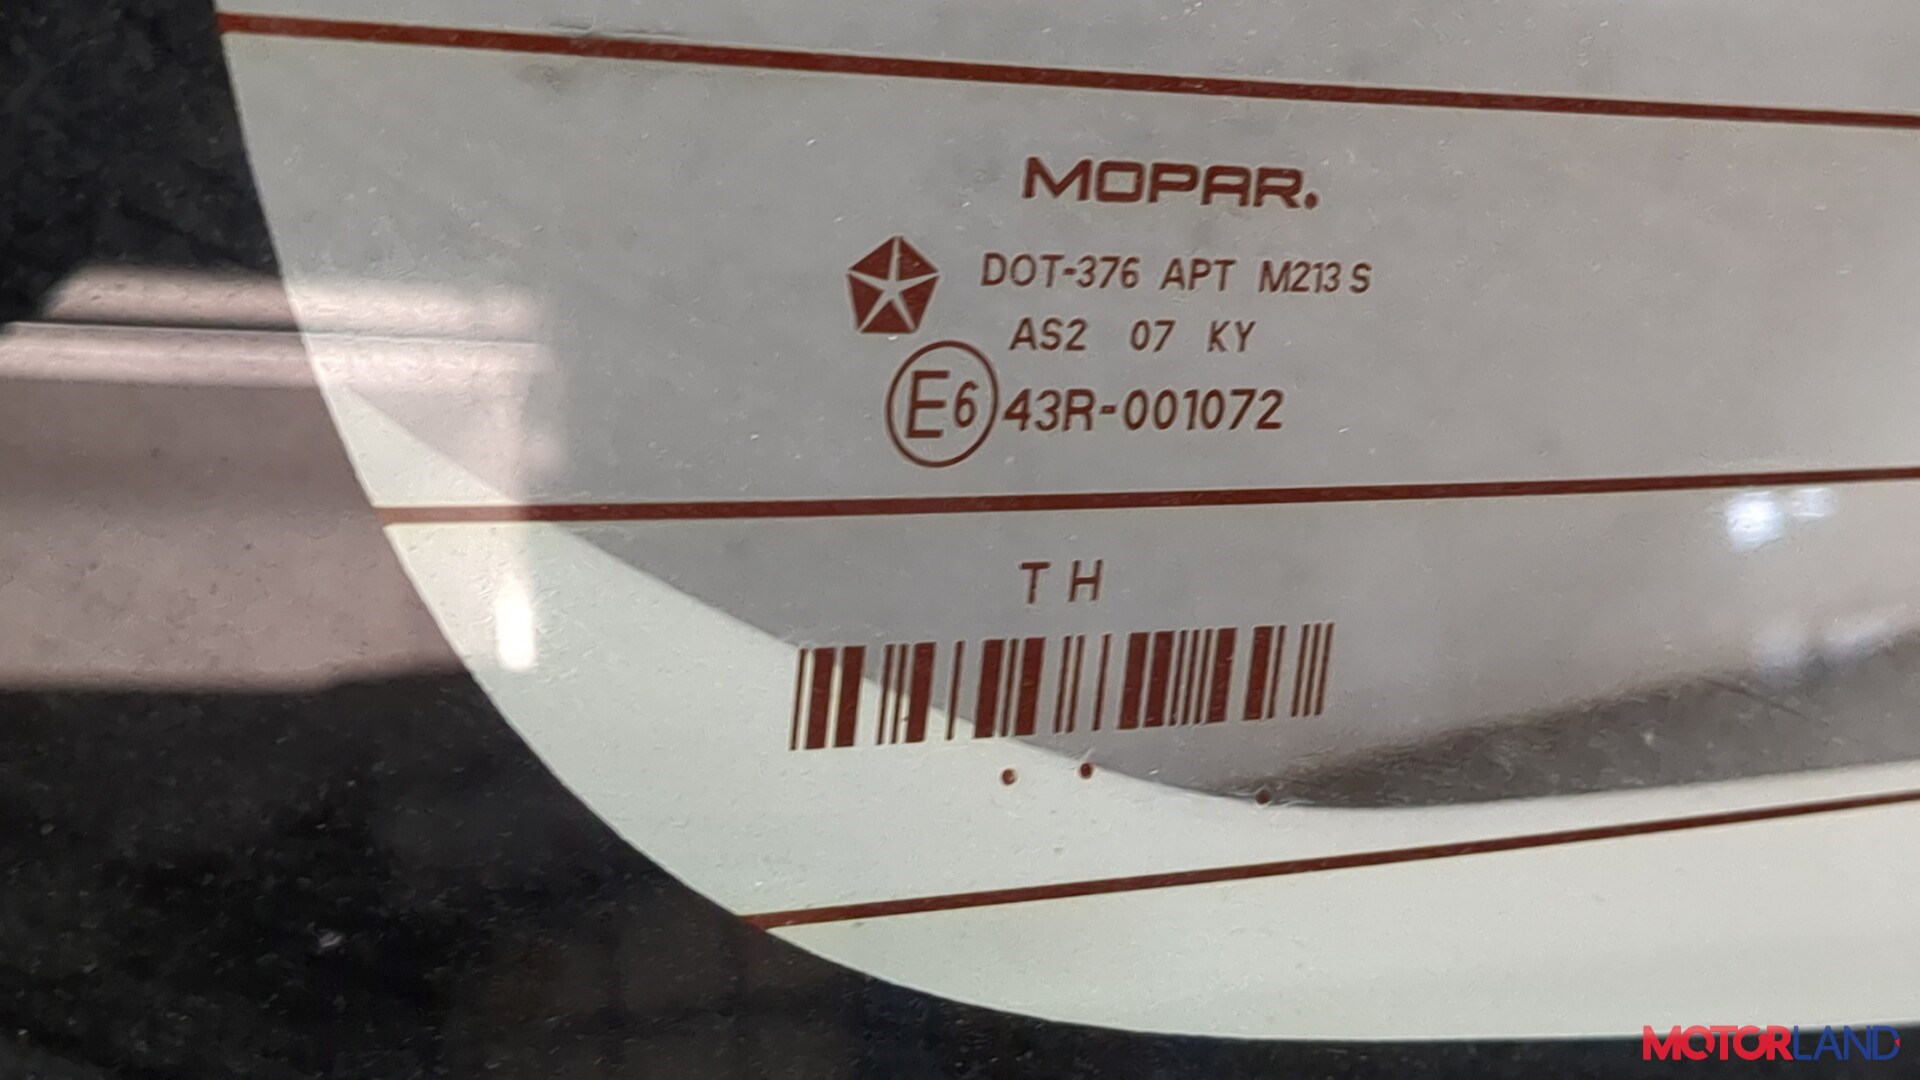 MOPAR.
DOT-376 APT M213 S
AS2 07 KY
E6 43R-001072
T H
MOTORLAND